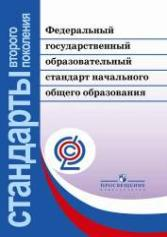 стандарты
второго
поколения
Федеральный
государственный
образовательный
стандарт начального
общего образования
ПРОСВЕЩЕНИЕ